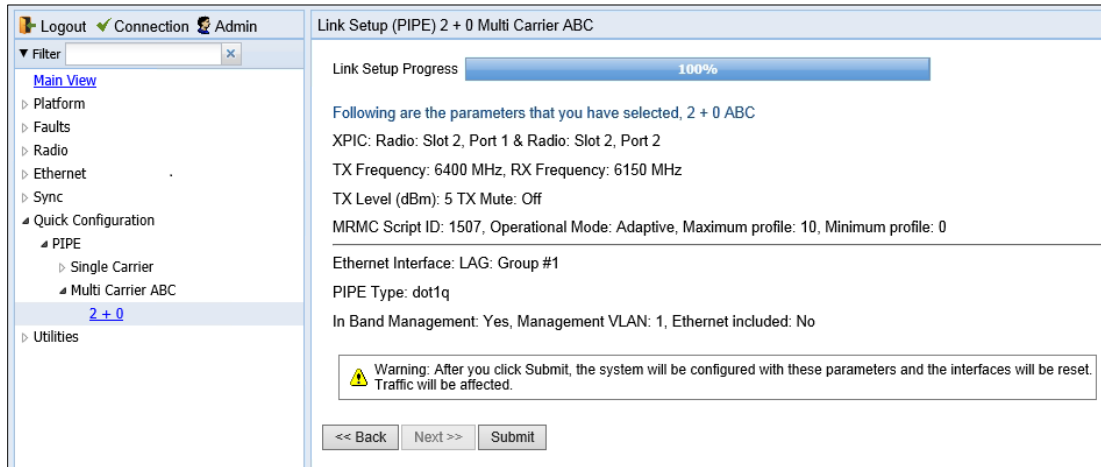 Logout Connection Admin
Filter
Main View
Platform
Faults
Radio
Ethernet
Sync
Quick Configuration
PIPE
Single Carrier
Multi Carrier ABC
2 + 0
Utilities
Link Setup (PIPE) 2 + 0 Multi Carrier ABC
Link Setup Progress 100%
Following are the parameters that you have selected, 2 + 0 ABC
XPIC: Radio: Slot 2, Port 1 & Radio: Slot 2, Port 2
TX Frequency: 6400 MHz, RX Frequency: 6150 MHz
TX Level (dBm): 5 TX Mute: Off
MRMC Script ID: 1507, Operational Mode: Adaptive, Maximum profile: 10, Minimum profile: 0
Ethernet Interface: LAG: Group #1
PIPE Type: dot1q
In Band Management: Yes, Management VLAN: 1, Ethernet included: No
Warning: After you click Submit, the system will be configured with these parameters and the interfaces will be reset.
Traffic will be affected.
<< Back Next >> Submit